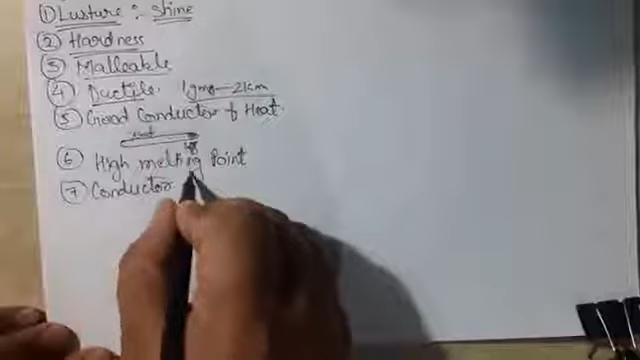 ① Lusture : Shine
② Hardness
③ Malleable
④ Ductile. 1gm - 2km
⑤ Good Conductor of Heat.
⑥ High melting Point
⑦ Conductor